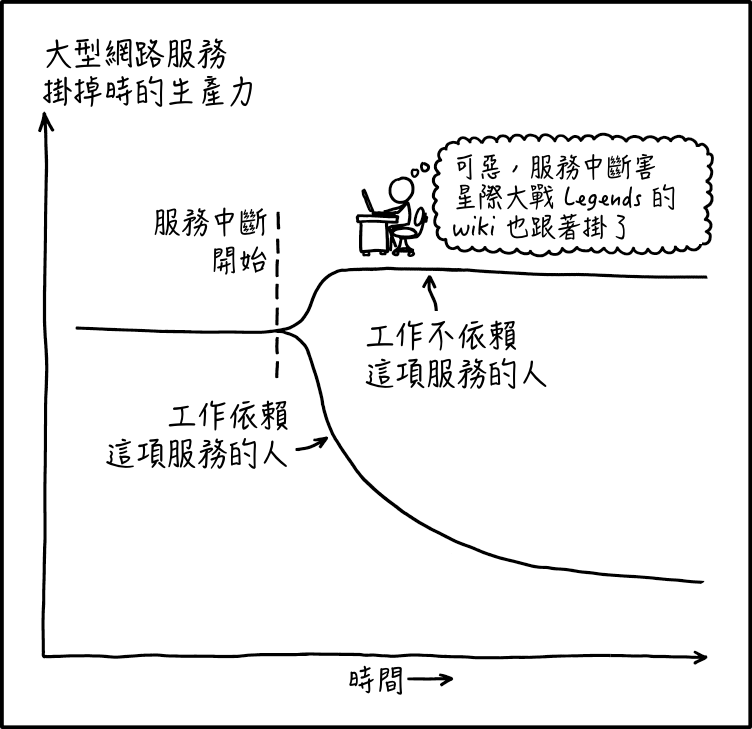 大型網路服務
掛掉時的生產力
可惡，服務中斷害
星際大戰 Legends 的
wiki 也跟著掛了
服務中斷
開始
工作不依賴
這項服務的人
工作依賴
這項服務的人
時間